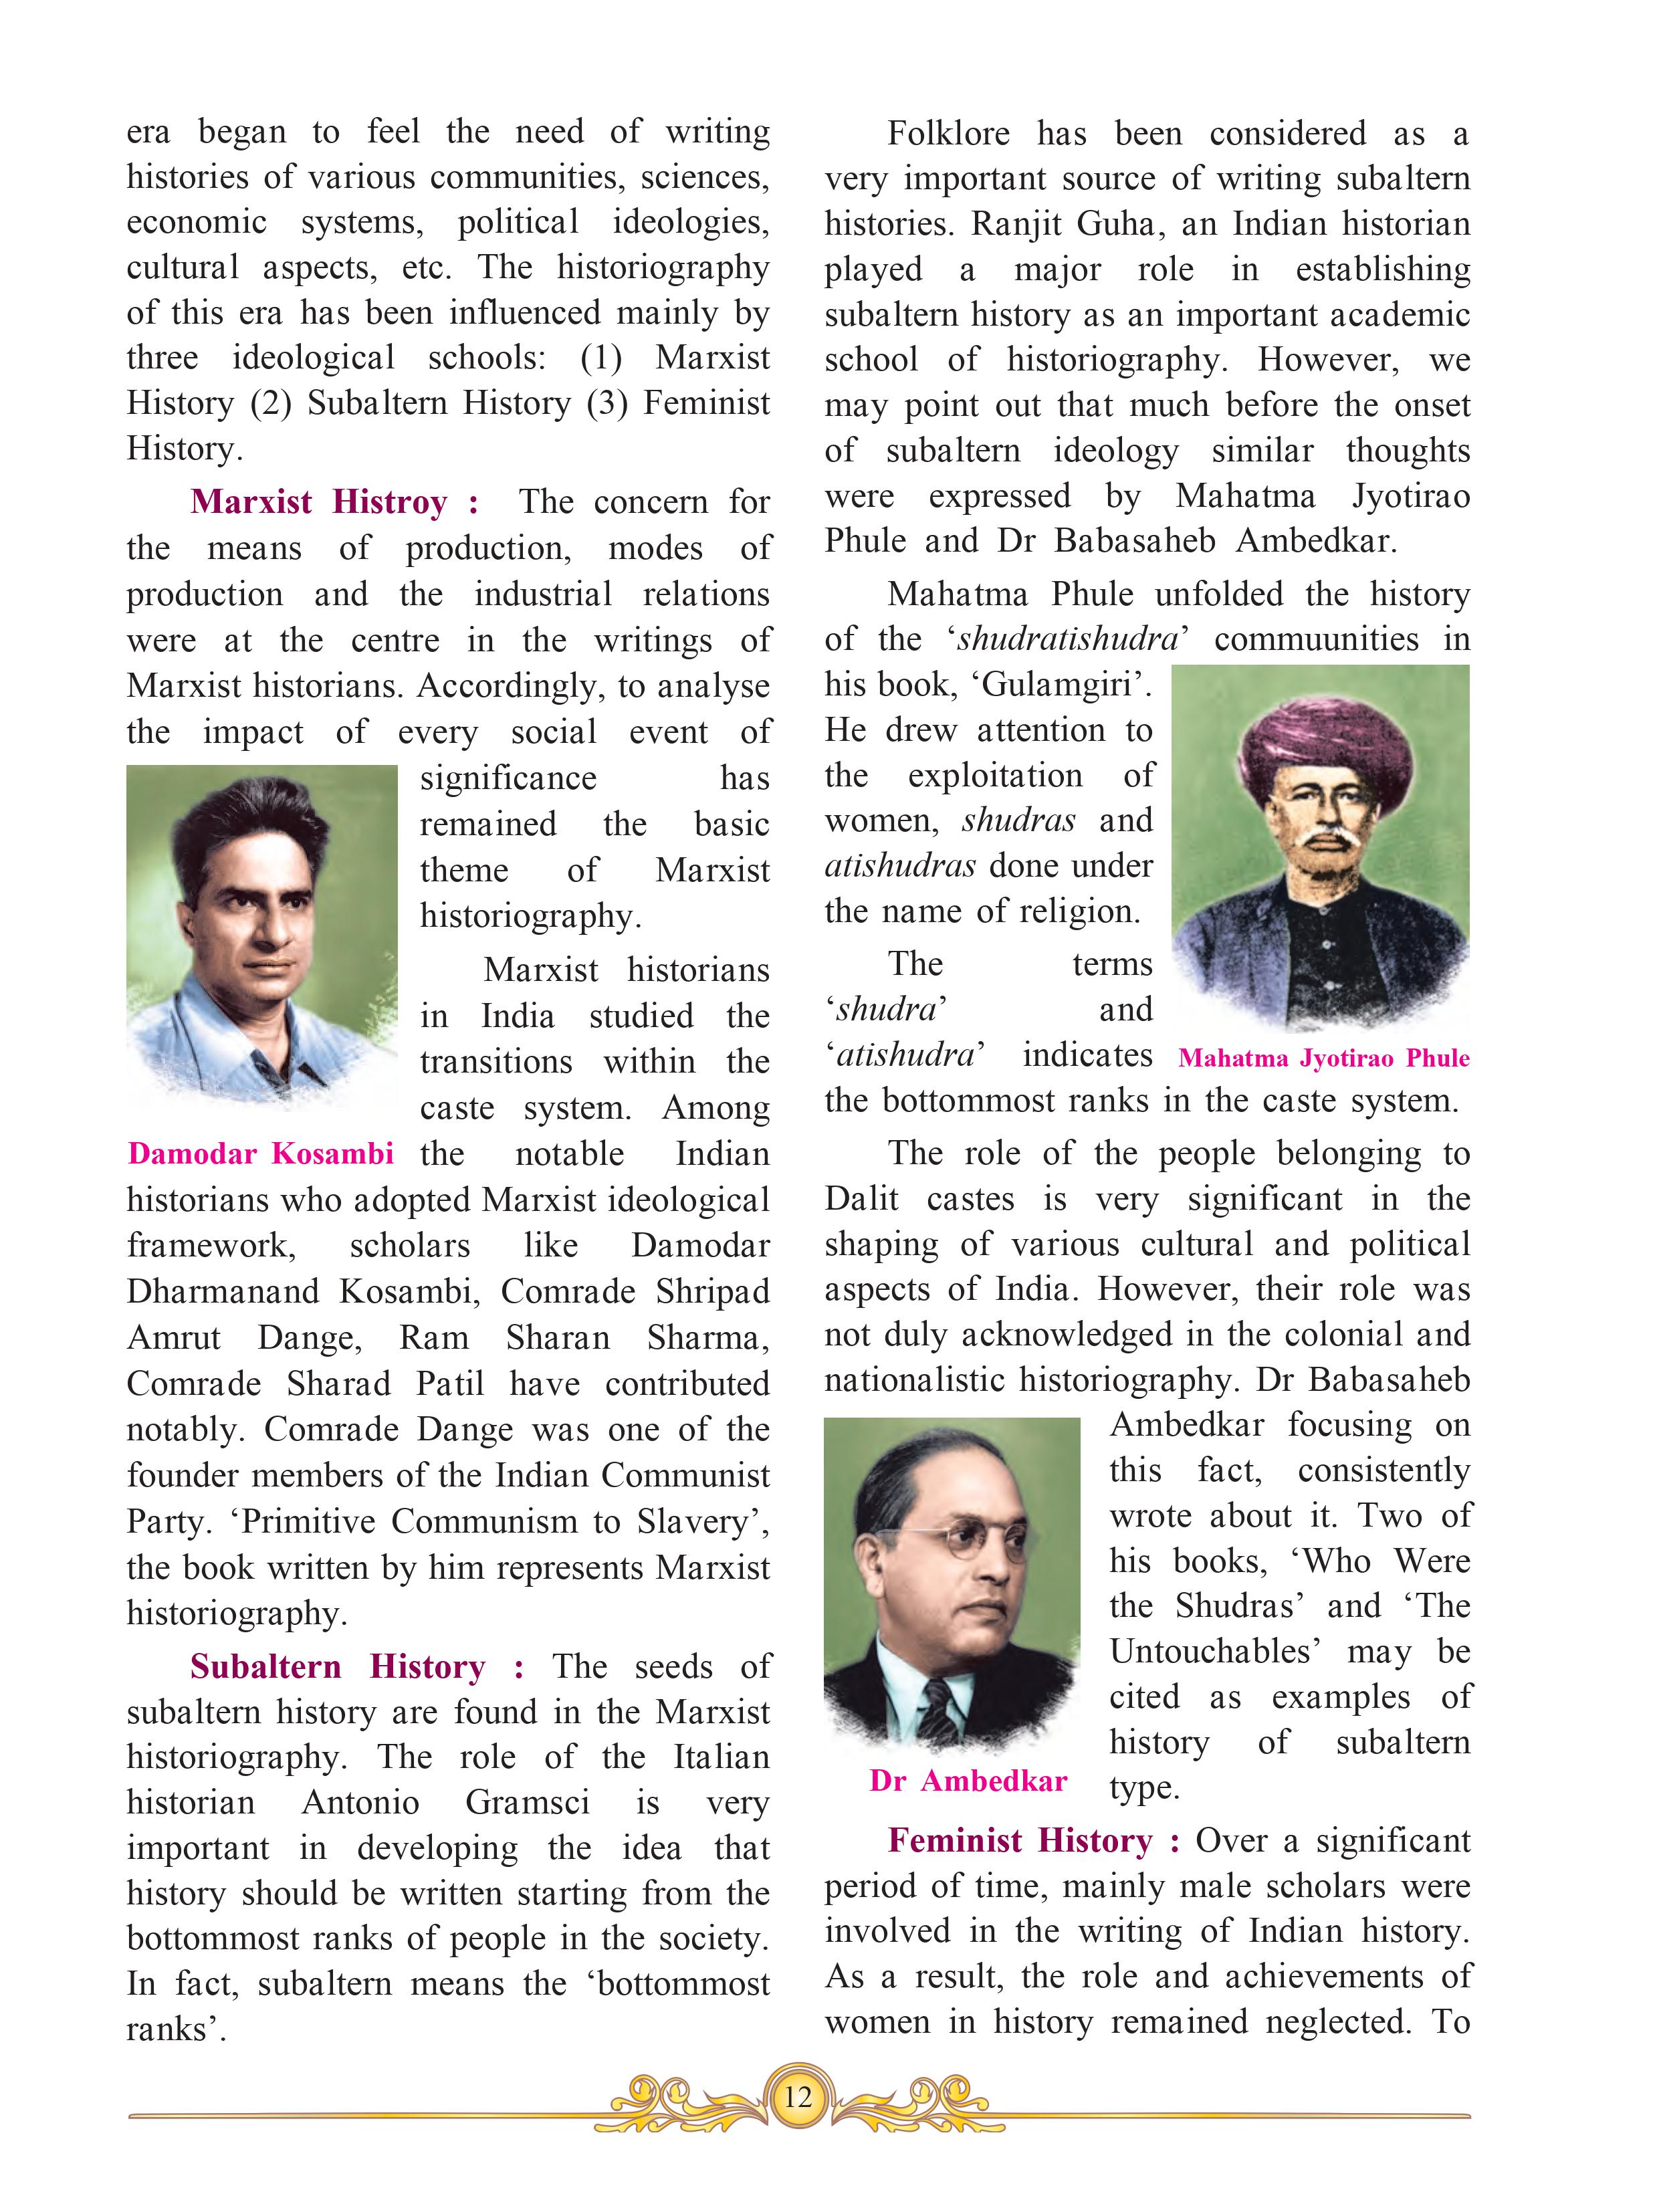 era began to feel the need of writing
histories of various communities, sciences,
economic systems, political ideologies,
cultural aspects, etc. The historiography
of this era has been influenced mainly by
three ideological schools: (1) Marxist
History (2) Subaltern History (3) Feminist
History.
Marxist Histroy : The concern for
the means of production, modes of
production and the industrial relations
were at the centre in the writings of
Marxist historians. Accordingly, to analyse
the impact of every social event of
significance has
remained the basic
theme of Marxist
historiography.
Marxist historians
in India studied the
transitions within the
caste system. Among
Damodar Kosambi
the notable Indian
historians who adopted Marxist ideological
framework, scholars like Damodar
Dharmanand Kosambi, Comrade Shripad
Amrut Dange, Ram Sharan Sharma,
Comrade Sharad Patil have contributed
notably. Comrade Dange was one of the
founder members of the Indian Communist
Party. ‘Primitive Communism to Slavery’,
the book written by him represents Marxist
historiography.
Subaltern History : The seeds of
subaltern history are found in the Marxist
historiography. The role of the Italian
historian Antonio Gramsci is very
important in developing the idea that
history should be written starting from the
bottommost ranks of people in the society.
In fact, subaltern means the ‘bottommost
ranks’.
Folklore has been considered as a
very important source of writing subaltern
histories. Ranjit Guha, an Indian historian
played a major role in establishing
subaltern history as an important academic
school of historiography. However, we
may point out that much before the onset
of subaltern ideology similar thoughts
were expressed by Mahatma Jyotirao
Phule and Dr Babasaheb Ambedkar.
Mahatma Phule unfolded the history
of the ‘shudratishudra’ commuunities in
his book, ‘Gulamgiri’.
He drew attention to
the exploitation of
women, shudras and
atishudras done under
the name of religion.
The terms
‘shudra’ and
‘atishudra’ indicates
Mahatma Jyotirao Phule
the bottommost ranks in the caste system.
The role of the people belonging to
Dalit castes is very significant in the
shaping of various cultural and political
aspects of India. However, their role was
not duly acknowledged in the colonial and
nationalistic historiography. Dr Babasaheb
Ambedkar focusing on
this fact, consistently
wrote about it. Two of
his books, ‘Who Were
the Shudras’ and ‘The
Untouchables’ may be
cited as examples of
history of subaltern
Dr Ambedkar
type.
Feminist History : Over a significant
period of time, mainly male scholars were
involved in the writing of Indian history.
As a result, the role and achievements of
women in history remained neglected. To
12